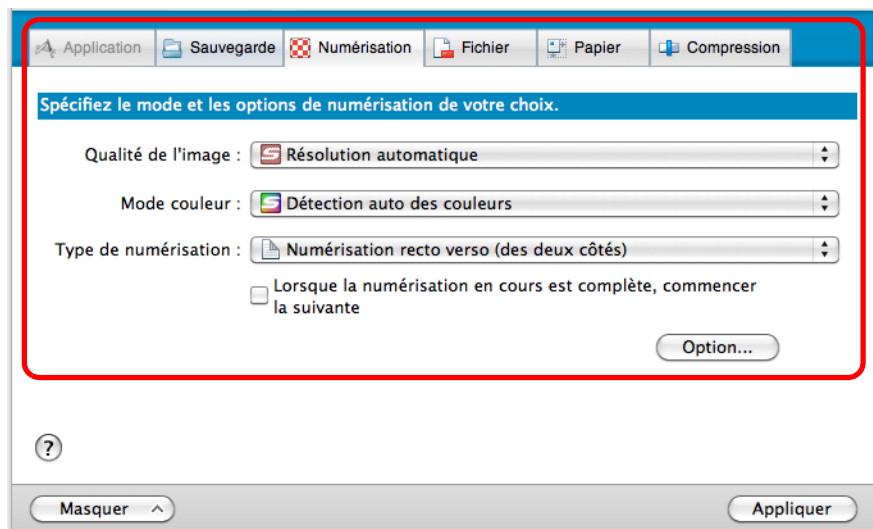 Application Sauvegarde Numérisation Fichier Papier Compression
Spécifiez le mode et les options de numérisation de votre choix.
Qualité de l'image : Résolution automatique
Mode couleur : Détection auto des couleurs
Type de numérisation : Numérisation recto verso (des deux côtés)
Lorsque la numérisation en cours est complète, commencer
la suivante
Option...
?
Masquer Appliquer